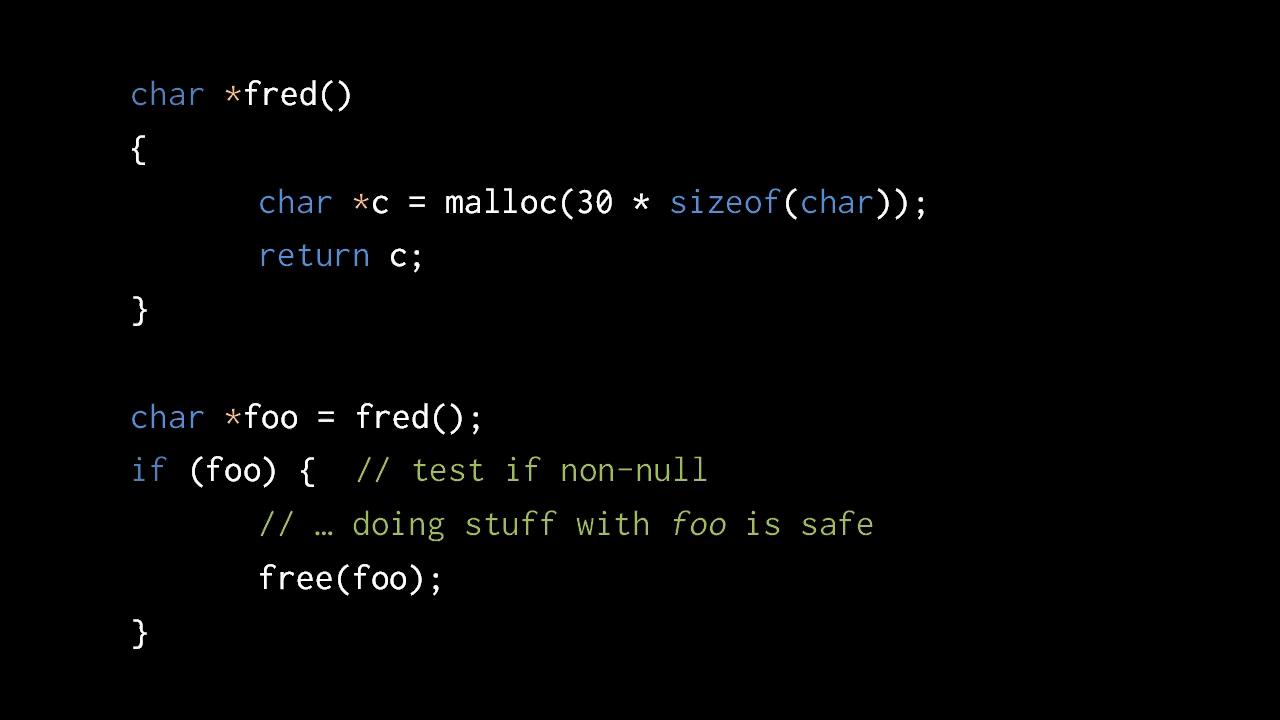 char *fred()
{
char *c = malloc(30 * sizeof(char));
return c;
}
char *foo = fred();
if (foo) { // test if non-null
// … doing stuff with foo is safe
free(foo);
}